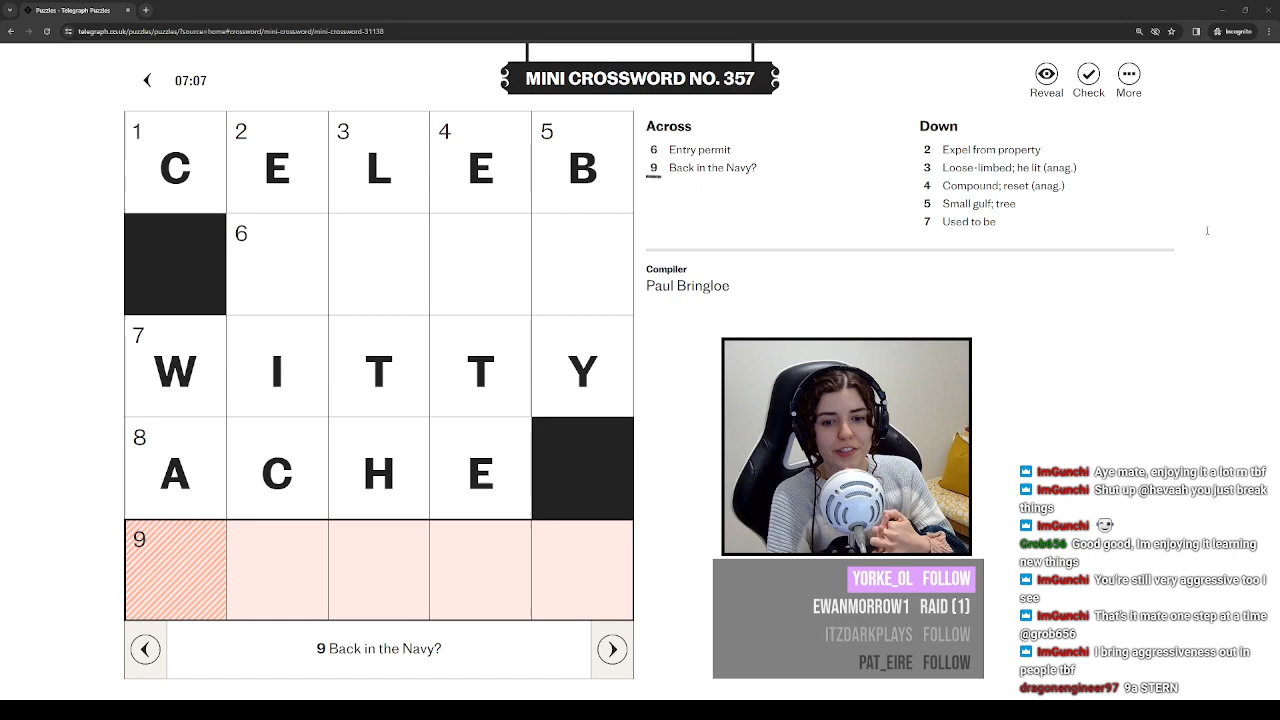 Puzzles - Telegraph Puzzles
telegraph.co.uk/puzzles/puzzles/?source=home#crossword/mini-crossword/mini-crossword-31138
Incognito
07:07
MINI CROSSWORD NO. 357
Reveal
Check
More
1 C
2 E
3 L
4 E
5 B
6
7 W
I
T
T
Y
8 A
C
H
E
9
9 Back in the Navy?
Across
6 Entry permit
9 Back in the Navy?
Down
2 Expel from property
3 Loose-limbed; he lit (anag.)
4 Compound; reset (anag.)
5 Small gulf; tree
7 Used to be
Compiler
Paul Bringloe
YORKE_OL FOLLOW
EWANMORROW1 RAID (1)
ITZDARKPLAYS FOLLOW
PAT_EIRE FOLLOW
ImGunchi Aye mate, enjoying it a lot rn tbf
ImGunchi Shut up @hevaah you just break
things
ImGunchi
Grob656 Good good, Im enjoying it learning
new things
ImGunchi You're still very aggressive too I
see
ImGunchi That's it mate one step at a time
@grob656
ImGunchi I bring aggressiveness out in
people tbf
dragonengineer97 9a STERN